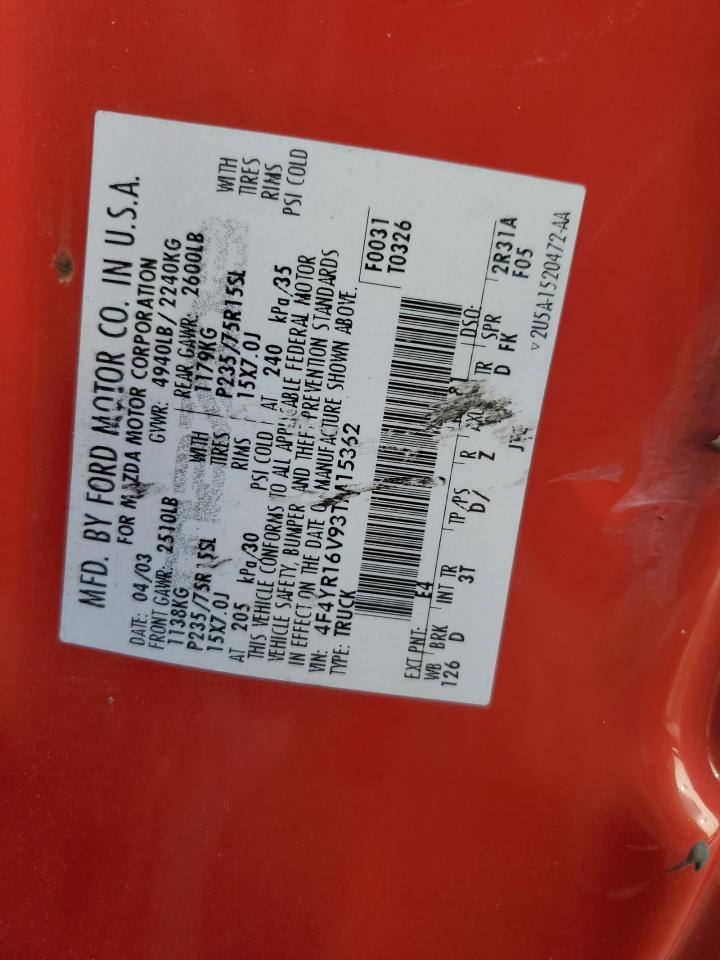 MFD. BY FORD MOTOR CO. IN U.S.A.
FOR MAZDA MOTOR CORPORATION
DATE: 04/03 GVWR: 4940LB/2240KG
FRONT GAWR: 2510LB REAR GAWR: 2600LB
1138KG WITH 1179KG WITH
P235/75R15SL TIRES P235/75R15SL TIRES
15X7.0J RIMS 15X7.0J RIMS
AT 205 kPa/30 PSI COLD AT 240 kPa/35 PSI COLD
THIS VEHICLE CONFORMS TO ALL APPLICABLE FEDERAL MOTOR
VEHICLE SAFETY, BUMPER AND THEFT PREVENTION STANDARDS
IN EFFECT ON THE DATE OF MANUFACTURE SHOWN ABOVE.
VIN: F0031
TYPE: TRUCK T0326
EXT PNT: E4 DSO:
WB BRK INT TR TP/PS R TR SPR 2R31A
126 D 3T D/ Z D FK F05
▽2U5A-1520472-AA